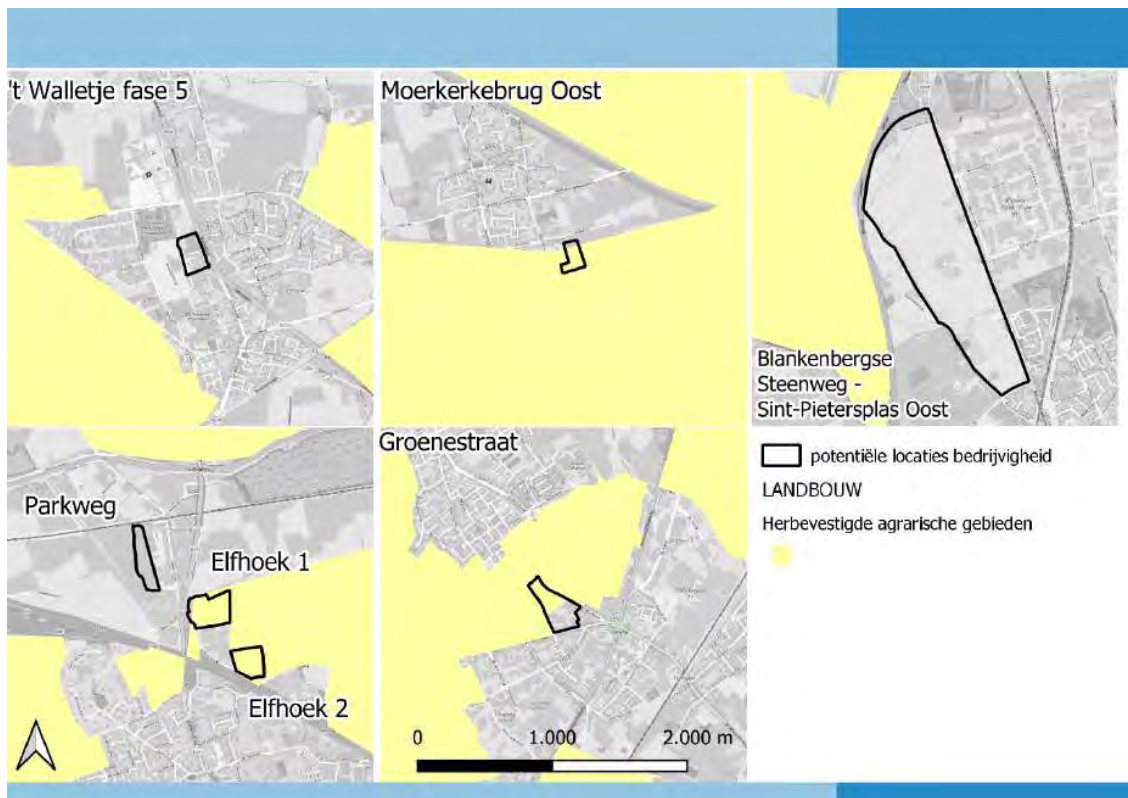 't Walletje fase 5
Moerkerkebrug Oost
Blankenbergse
Steenweg -
Sint-Pietersplas Oost
Parkweg
Elfhoek 1
Elfhoek 2
Groenestraat
0 1.000 2.000 m
potentiële locaties bedrijvigheid
LANDBOUW
Herbevestigde agrarische gebieden